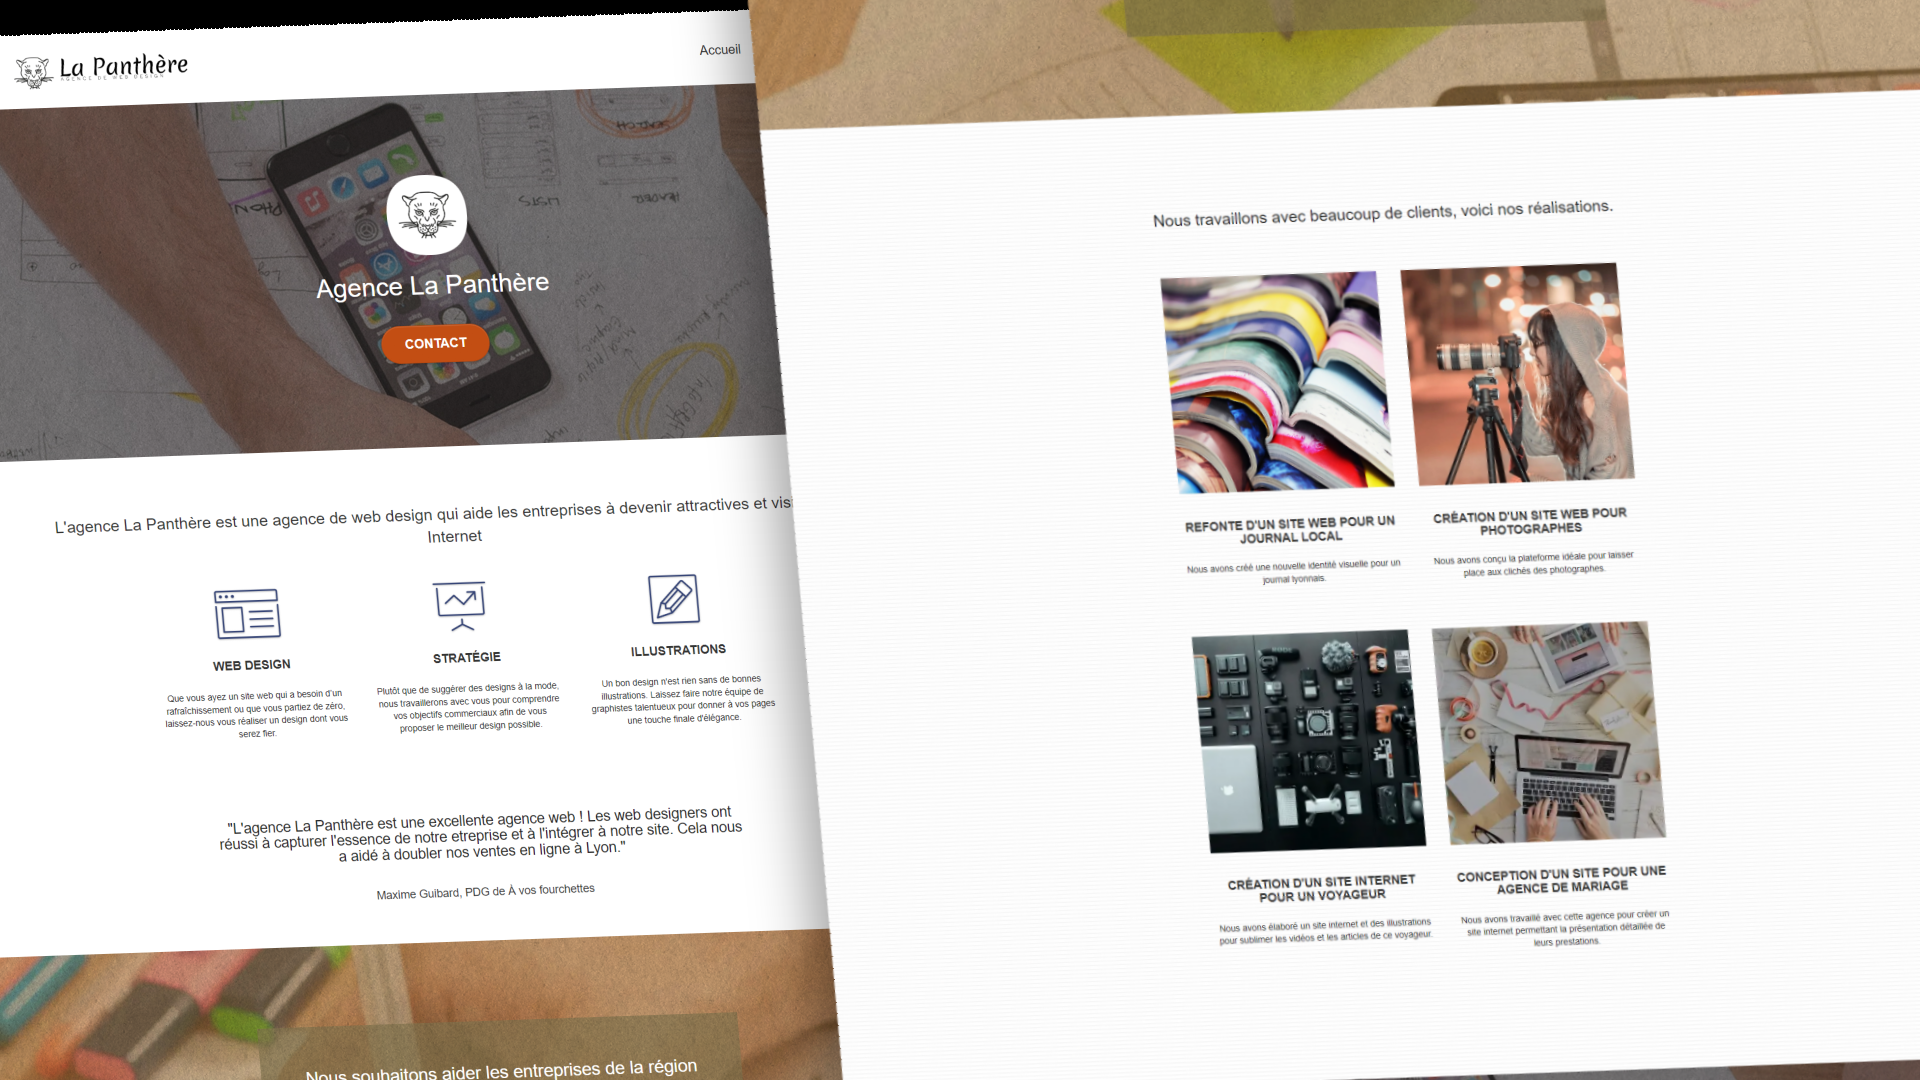 La Panthère
AGENCE DE WEB DESIGN
Accueil
Agence La Panthère
CONTACT
L'agence La Panthère est une agence de web design qui aide les entreprises à devenir attractives et vis
Internet
WEB DESIGN
Que vous ayez un site web qui a besoin d'un
rafraîchissement ou que vous partiez de zéro,
laissez-nous vous réaliser un design dont vous
serez fier.
STRATÉGIE
Plutôt que de suggérer des designs à la mode,
nous travaillerons avec vous pour comprendre
vos objectifs commerciaux afin de vous
proposer le meilleur design possible.
ILLUSTRATIONS
Un bon design n'est rien sans de bonnes
illustrations. Laissez faire notre équipe de
graphistes talentueux pour donner à vos pages
une touche finale d'élégance.
"L'agence La Panthère est une excellente agence web ! Les web designers ont
réussi à capturer l'essence de notre etreprise et à l'intégrer à notre site. Cela nous
a aidé à doubler nos ventes en ligne à Lyon."
Maxime Guibard, PDG de À vos fourchettes
Nous souhaitons aider les entreprises de la région
Nous travaillons avec beaucoup de clients, voici nos réalisations.
REFONTE D'UN SITE WEB POUR UN
JOURNAL LOCAL
Nous avons créé une nouvelle identité visuelle pour un
journal lyonnais.
CRÉATION D'UN SITE WEB POUR
PHOTOGRAPHES
Nous avons conçu la plateforme idéale pour laisser
place aux clichés des photographes.
CRÉATION D'UN SITE INTERNET
POUR UN VOYAGEUR
Nous avons élaboré un site internet et des illustrations
pour sublimer les vidéos et les articles de ce voyageur.
CONCEPTION D'UN SITE POUR UNE
AGENCE DE MARIAGE
Nous avons travaillé avec cette agence pour créer un
site internet permettant la présentation détaillée de
leurs prestations.